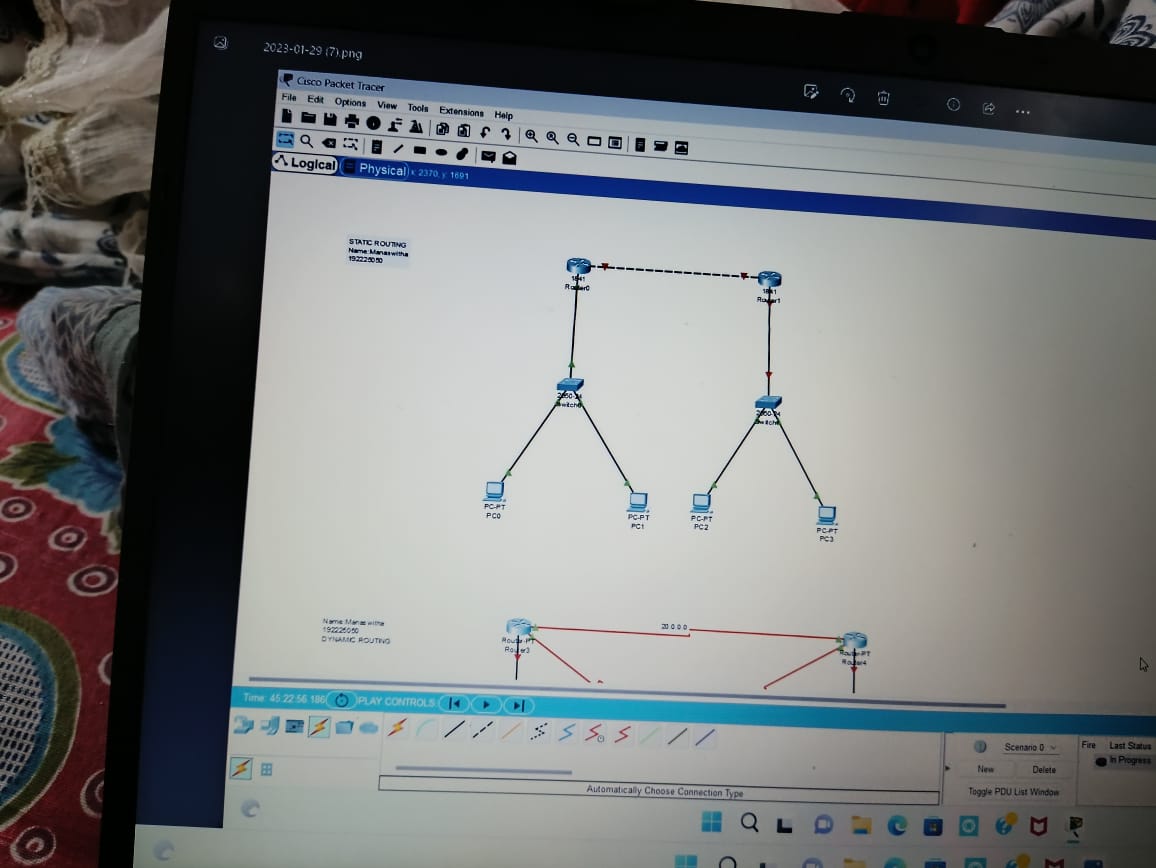 2023-01-29 (7).png
Cisco Packet Tracer
File Edit Options View Tools Extensions Help
Logical Physical x: 2370, y: 1691
STATIC ROUTING
Name:Manaswitha
192225050
1841
Router0
1841
Router1
2950-24
Switch0
2950-24
PC-PT
PC0
PC-PT
PC1
PC-PT
PC2
PC-PT
PC3
Name:Manaswitha
192225050
DYNAMIC ROUTING
20.0.0.0
Router-PT
Router3
Router-PT
Router4
Time: 45:22:56 PLAY CONTROLS
Scenario 0
New Delete
Toggle PDU List Window
Fire Last Status
In Progress
Automatically Choose Connection Type